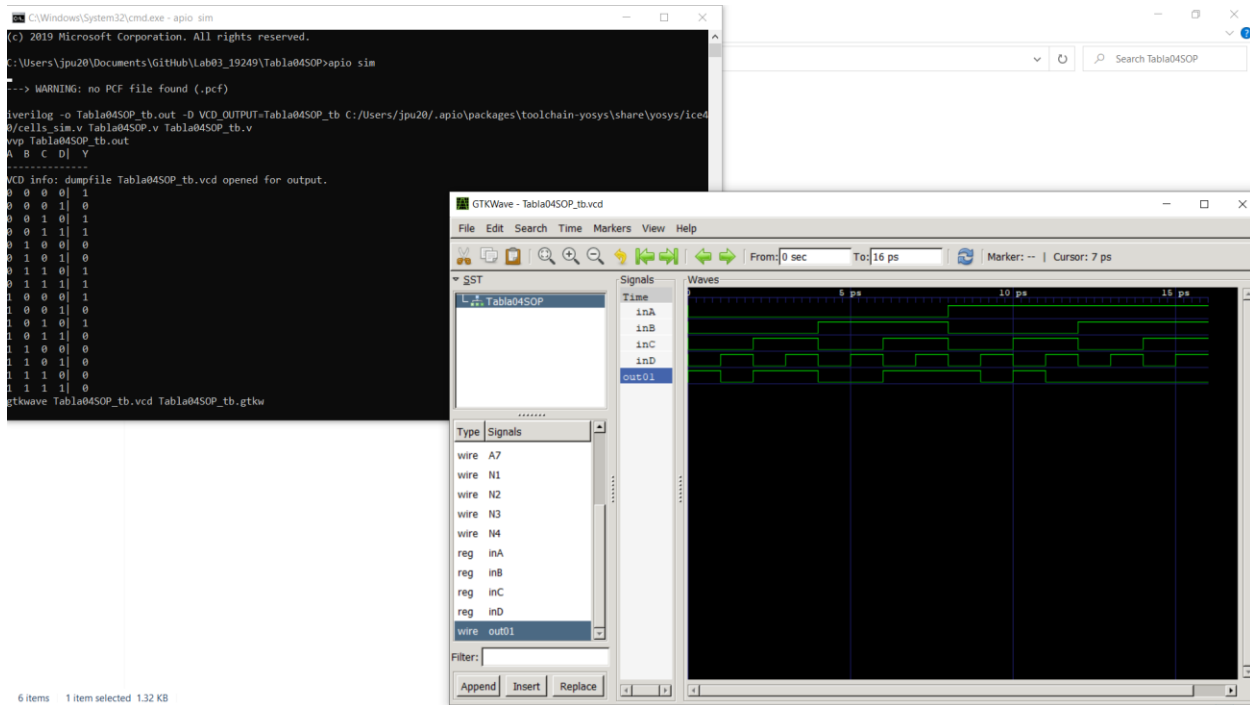 C:\Windows\System32\cmd.exe - apio sim
(c) 2019 Microsoft Corporation. All rights reserved.
C:\Users\jpu20\Documents\GitHub\Lab03_19249\Tabla04SOP>apio sim
---> WARNING: no PCF file found (.pcf)
iverilog -o Tabla04SOP_tb.out -D VCD_OUTPUT=Tabla04SOP_tb C:/Users/jpu20/.apio\packages\toolchain-yosys\share\yosys/ice4
0/cells_sim.v Tabla04SOP.v Tabla04SOP_tb.v
vvp Tabla04SOP_tb.out
A B C D| Y
--------------
VCD info: dumpfile Tabla04SOP_tb.vcd opened for output.
0 0 0 0| 1
0 0 0 1| 0
0 0 1 0| 1
0 0 1 1| 1
0 1 0 0| 0
0 1 0 1| 0
0 1 1 0| 1
0 1 1 1| 1
1 0 0 0| 1
1 0 0 1| 0
1 0 1 0| 1
1 0 1 1| 0
1 1 0 0| 0
1 1 0 1| 0
1 1 1 0| 0
1 1 1 1| 0
gtkwave Tabla04SOP_tb.vcd Tabla04SOP_tb.gtkw
Search Tabla04SOP
GTKWave - Tabla04SOP_tb.vcd
File Edit Search Time Markers View Help
From: 0 sec To: 16 ps Marker: -- | Cursor: 7 ps
SST
Tabla04SOP
Type Signals
wire A7
wire N1
wire N2
wire N3
wire N4
reg inA
reg inB
reg inC
reg inD
wire out01
Filter:
Append Insert Replace
Signals
Time
inA
inB
inC
inD
out01
Waves
0 5 ps 10 ps 15 ps
6 items 1 item selected 1.32 KB